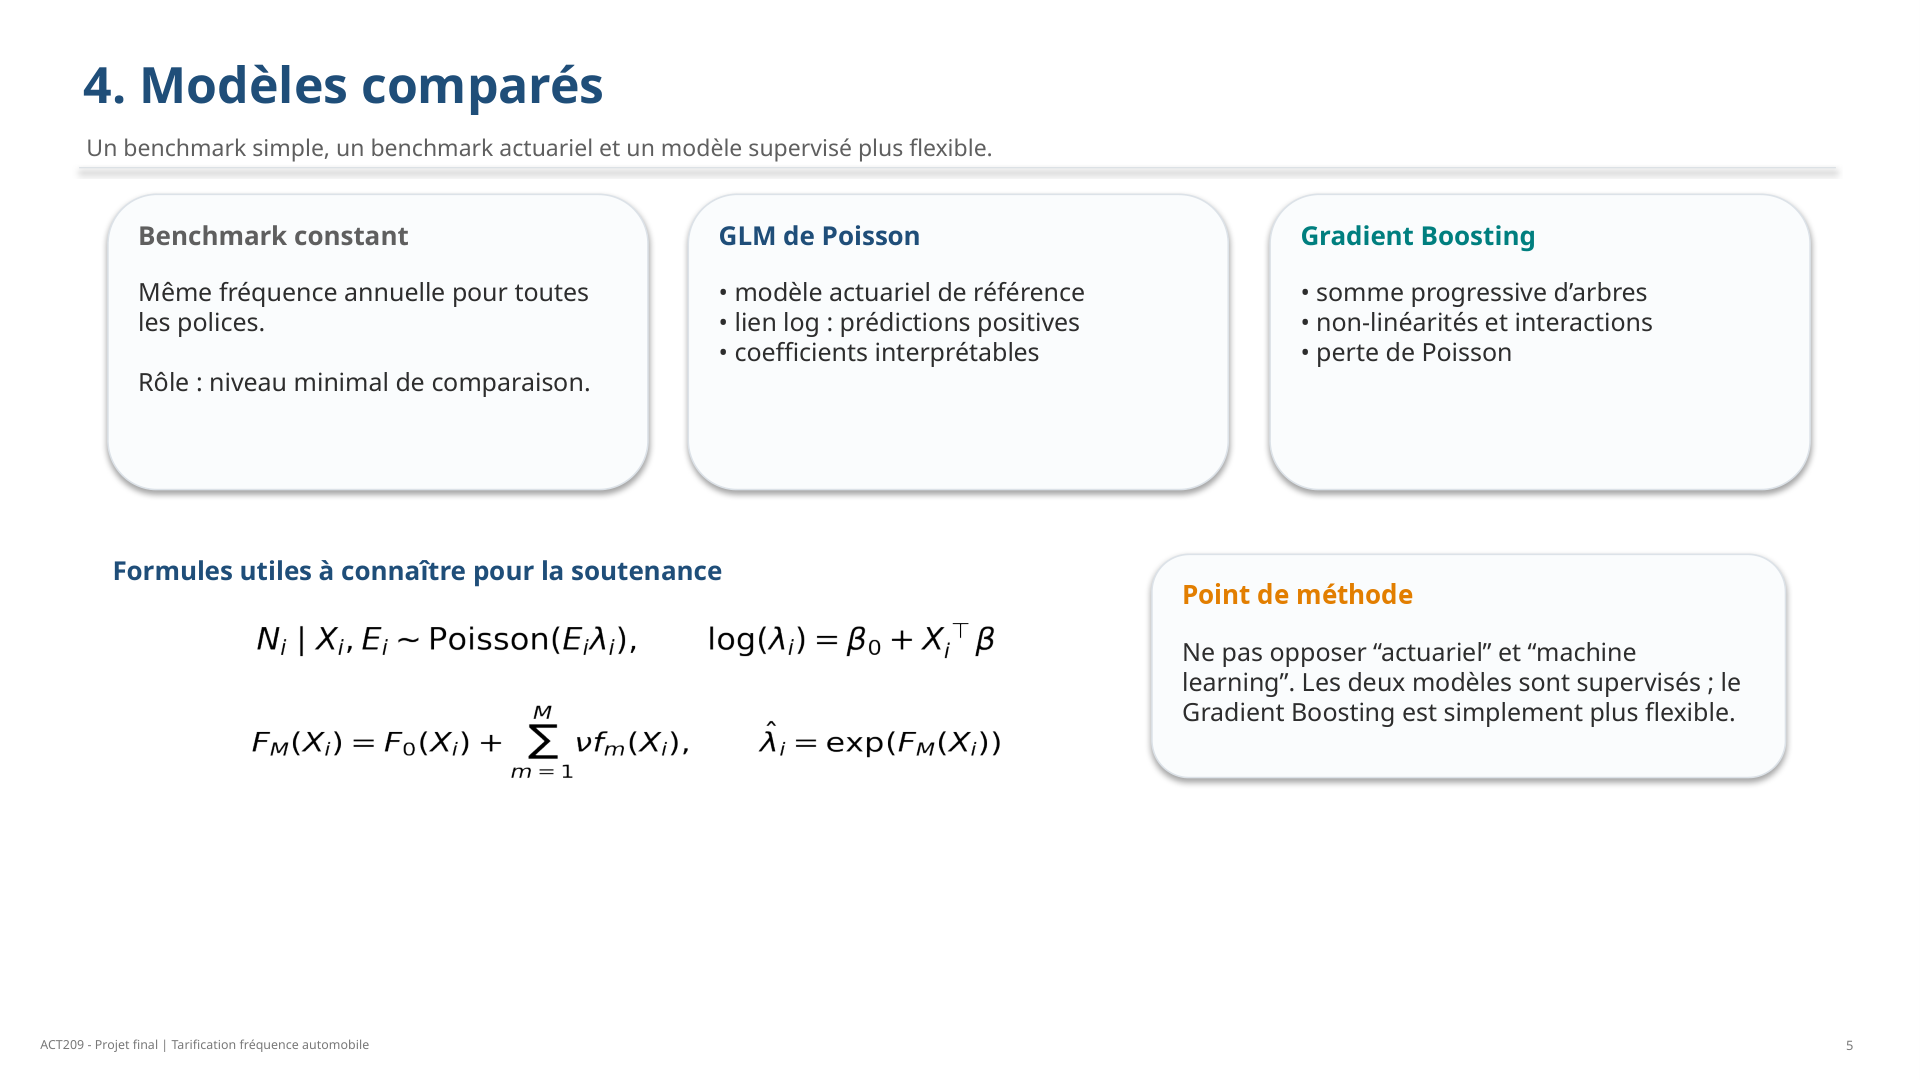 4. Modèles comparés
Un benchmark simple, un benchmark actuariel et un modèle supervisé plus flexible.
Benchmark constant
Même fréquence annuelle pour toutes
les polices.
Rôle : niveau minimal de comparaison.
GLM de Poisson
• modèle actuariel de référence
• lien log : prédictions positives
• coefficients interprétables
Gradient Boosting
• somme progressive d’arbres
• non-linéarités et interactions
• perte de Poisson
Formules utiles à connaître pour la soutenance
N_i | X_i, E_i ~ Poisson(E_iλ_i), log(λ_i) = β_0 + X_i^⊤ β
F_M(X_i) = F_0(X_i) + ∑_{m=1}^{M} νf_m(X_i), λ̂_i = exp(F_M(X_i))
Point de méthode
Ne pas opposer “actuariel” et “machine
learning”. Les deux modèles sont supervisés ; le
Gradient Boosting est simplement plus flexible.
ACT209 - Projet final | Tarification fréquence automobile
5